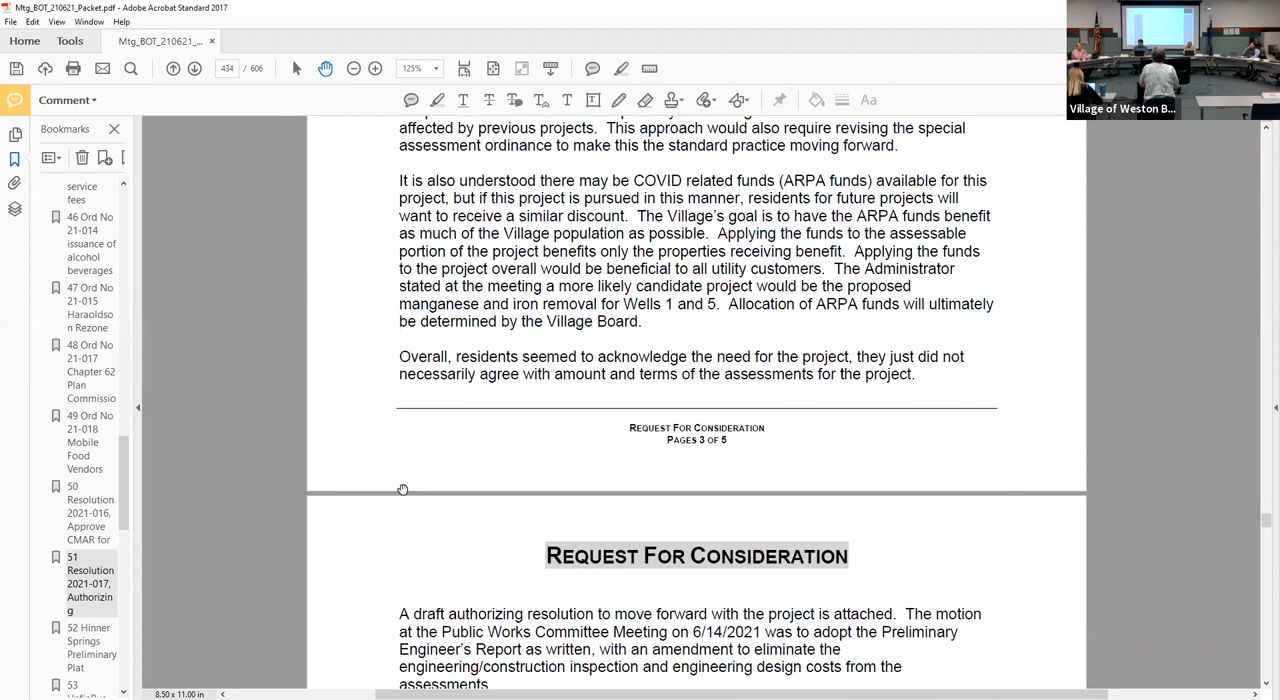 Mtg_BOT_210621_Packet.pdf - Adobe Acrobat Standard 2017
File Edit View Window Help
Home Tools Mtg_BOT_210621_... ×
434 / 606 125%
Comment
Bookmarks
service
fees
46 Ord No
21-014
issuance of
alcohol
beverages
47 Ord No
21-015
Haraoldso
n Rezone
48 Ord No
21-017
Chapter 62
Plan
Commissio
49 Ord No
21-018
Mobile
Food
Vendors
50
Resolution
2021-016,
Approve
CMAR for
51
Resolution
2021-017,
Authorizin
g
52 Hinner
Springs
Preliminary
Plat
53
affected by previous projects. This approach would also require revising the special
assessment ordinance to make this the standard practice moving forward.
It is also understood there may be COVID related funds (ARPA funds) available for this
project, but if this project is pursued in this manner, residents for future projects will
want to receive a similar discount. The Village's goal is to have the ARPA funds benefit
as much of the Village population as possible. Applying the funds to the assessable
portion of the project benefits only the properties receiving benefit. Applying the funds
to the project overall would be beneficial to all utility customers. The Administrator
stated at the meeting a more likely candidate project would be the proposed
manganese and iron removal for Wells 1 and 5. Allocation of ARPA funds will ultimately
be determined by the Village Board.
Overall, residents seemed to acknowledge the need for the project, they just did not
necessarily agree with amount and terms of the assessments for the project.
REQUEST FOR CONSIDERATION
PAGES 3 OF 5
REQUEST FOR CONSIDERATION
A draft authorizing resolution to move forward with the project is attached. The motion
at the Public Works Committee Meeting on 6/14/2021 was to adopt the Preliminary
Engineer's Report as written, with an amendment to eliminate the
engineering/construction inspection and engineering design costs from the
assessments
8.50 x 11.00 in
Village of Weston B...
Aa